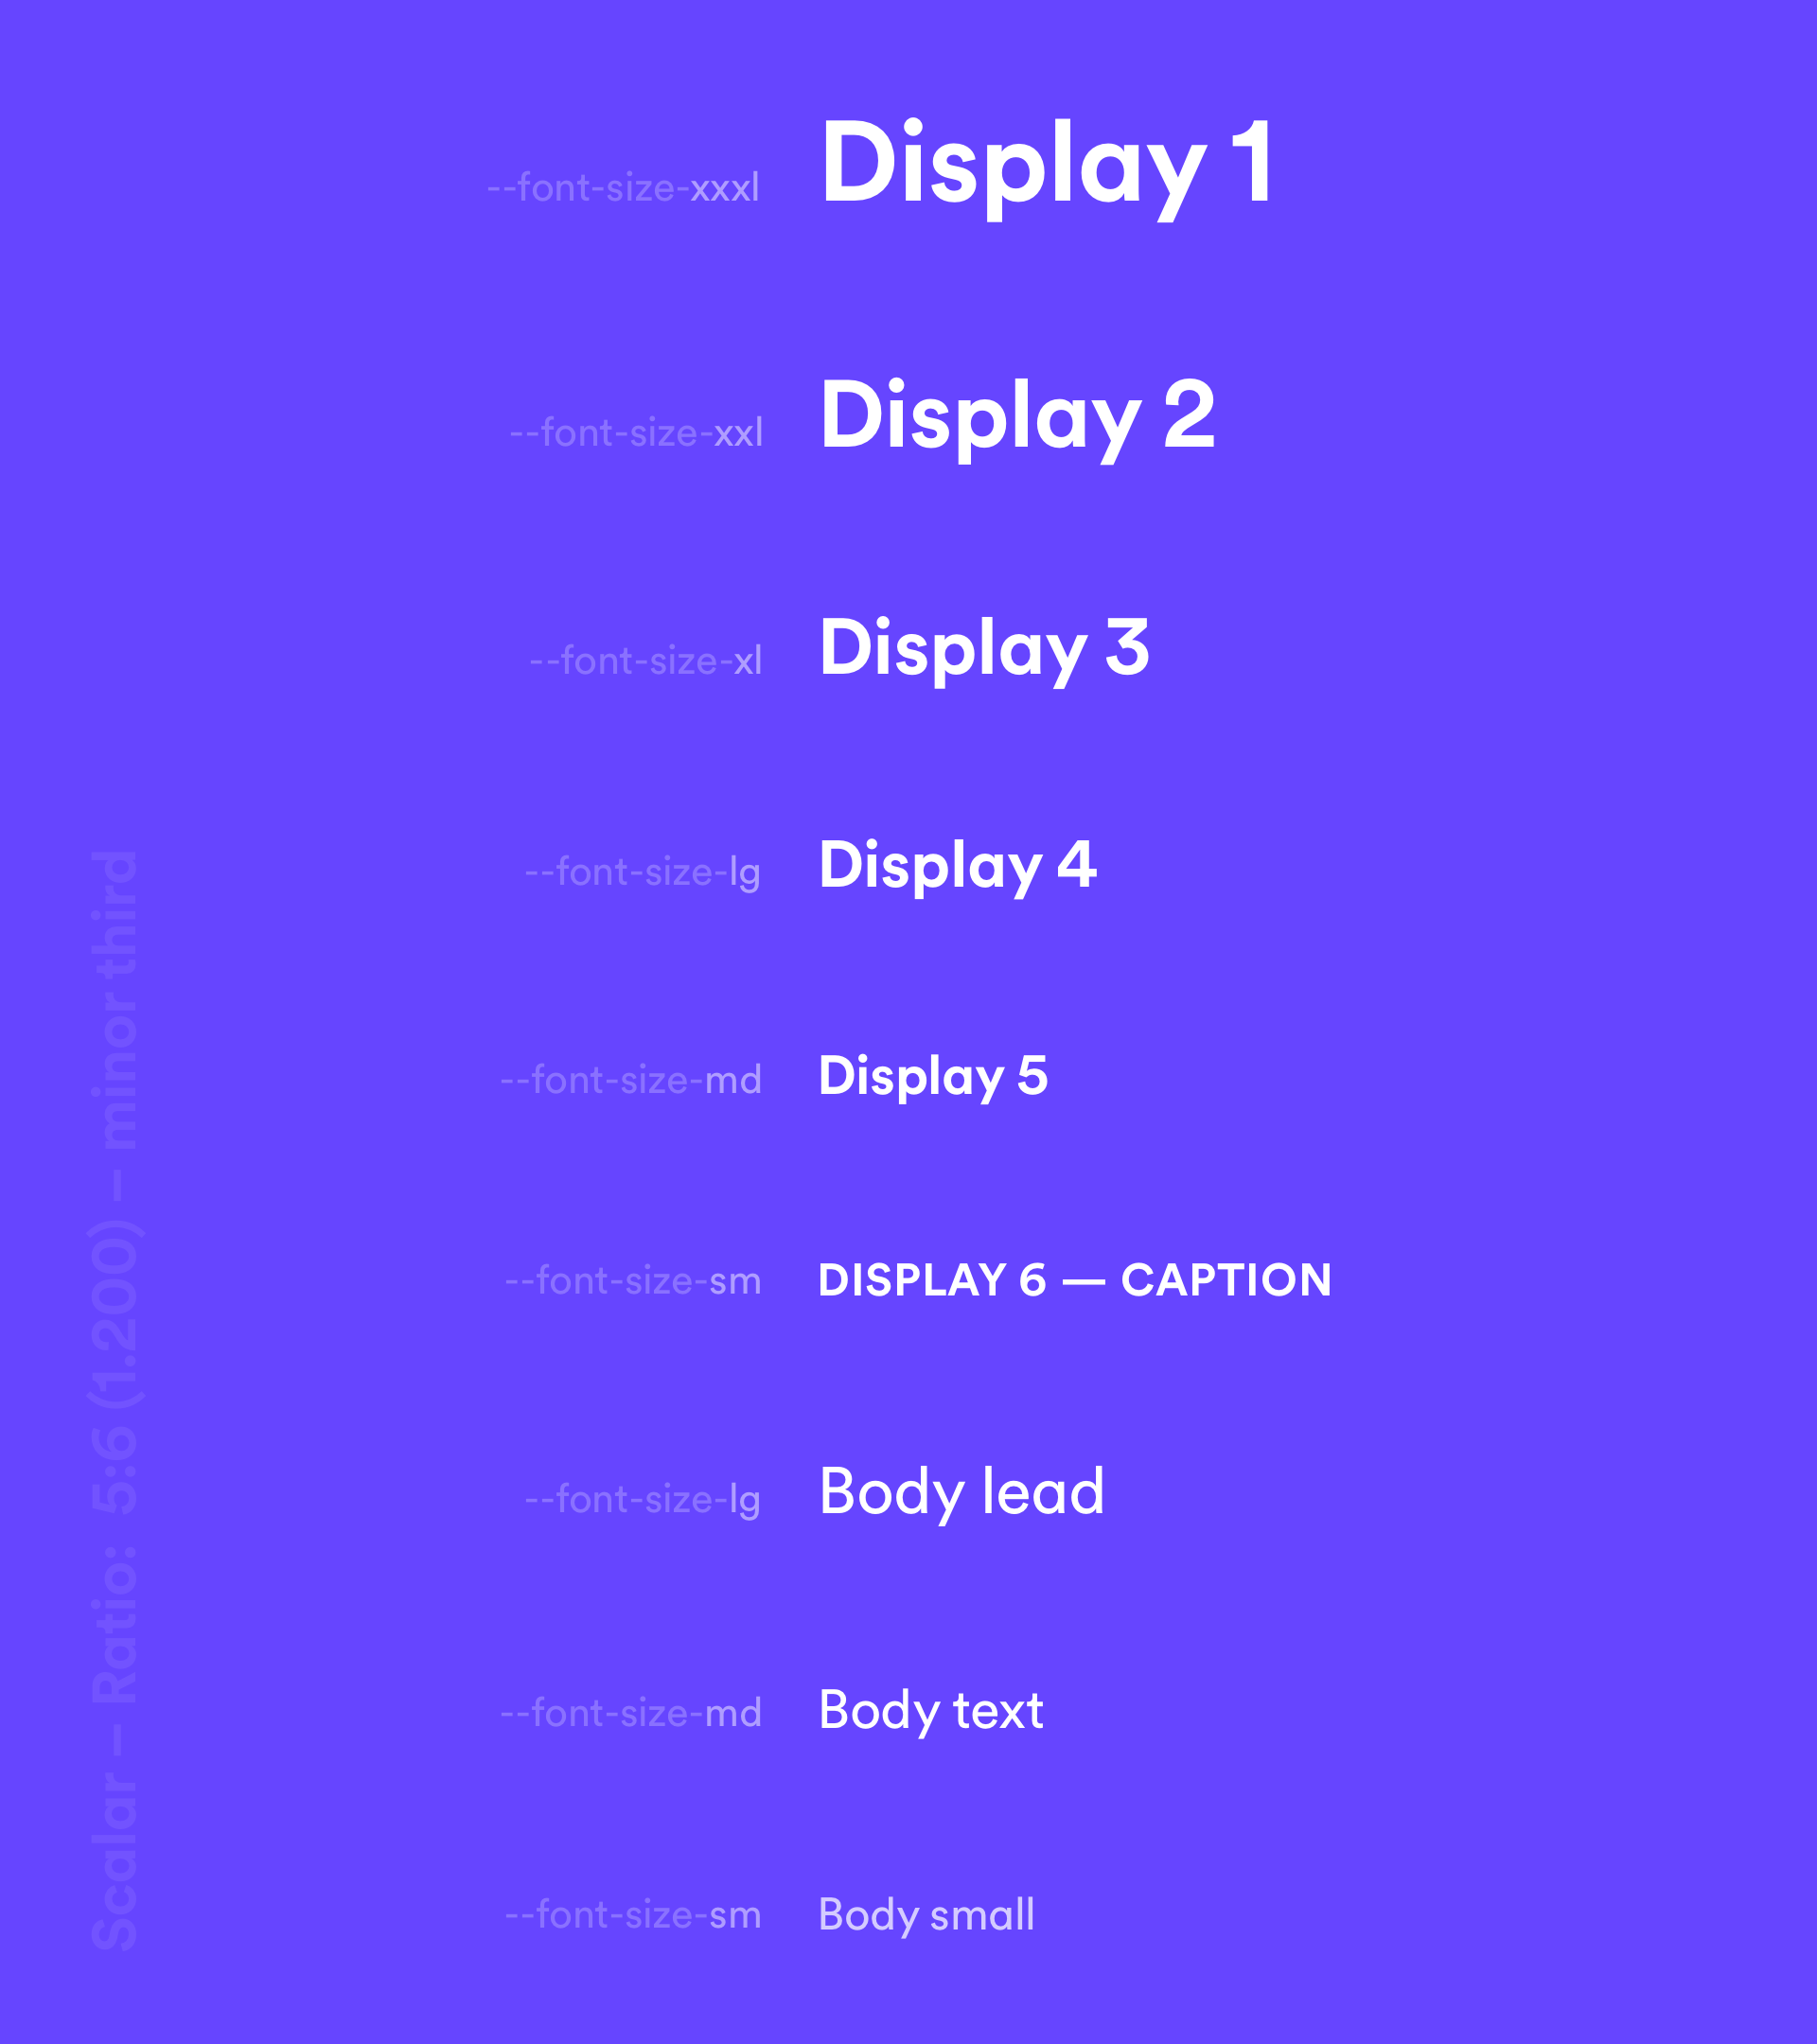 --font-size-xxxl Display 1
--font-size-xxl Display 2
--font-size-xl Display 3
--font-size-lg Display 4
--font-size-md Display 5
--font-size-sm DISPLAY 6 — CAPTION
--font-size-lg Body lead
--font-size-md Body text
--font-size-sm Body small
Scalar – Ratio: 5:6 (1.200) – minor third